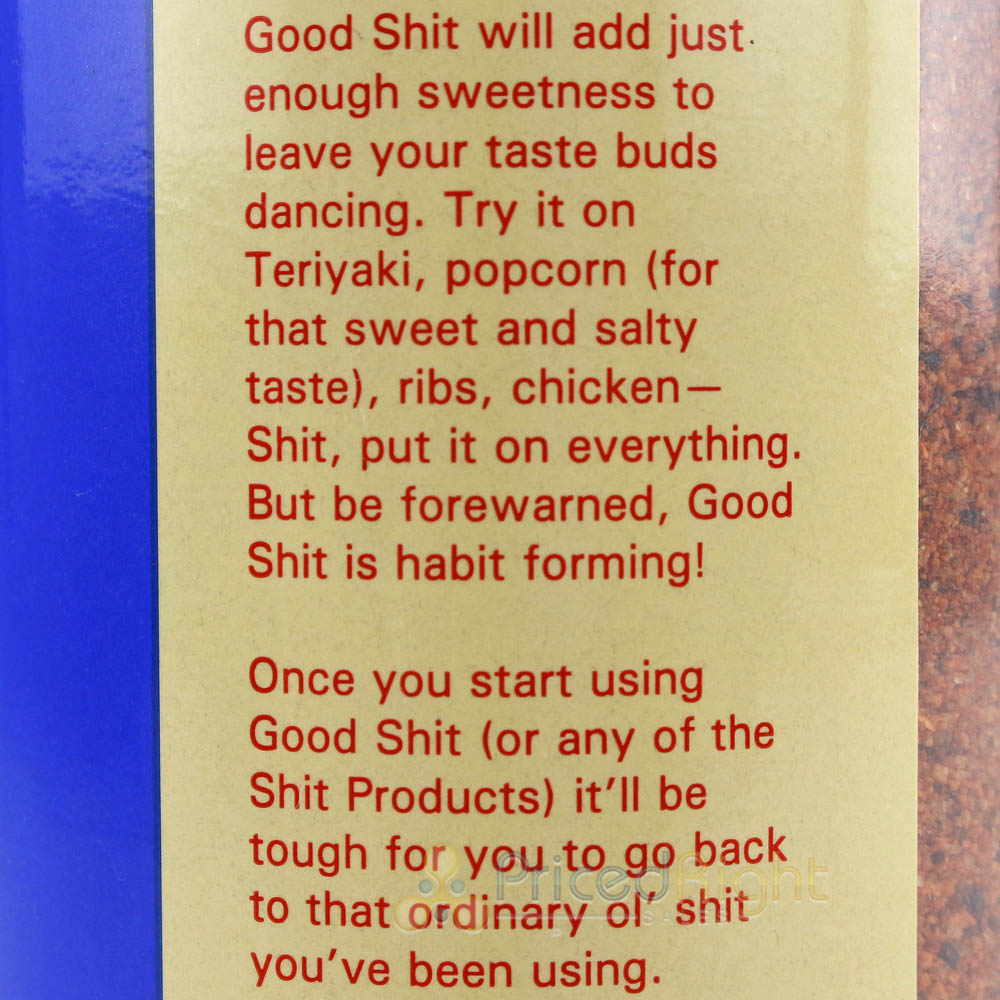 Good Shit will add just
enough sweetness to
leave your taste buds
dancing. Try it on
Teriyaki, popcorn (for
that sweet and salty
taste), ribs, chicken—
Shit, put it on everything.
But be forewarned, Good
Shit is habit forming!
Once you start using
Good Shit (or any of the
Shit Products) it’ll be
tough for you to go back
to that ordinary ol’ shit
you’ve been using.
PricedRight
SALES